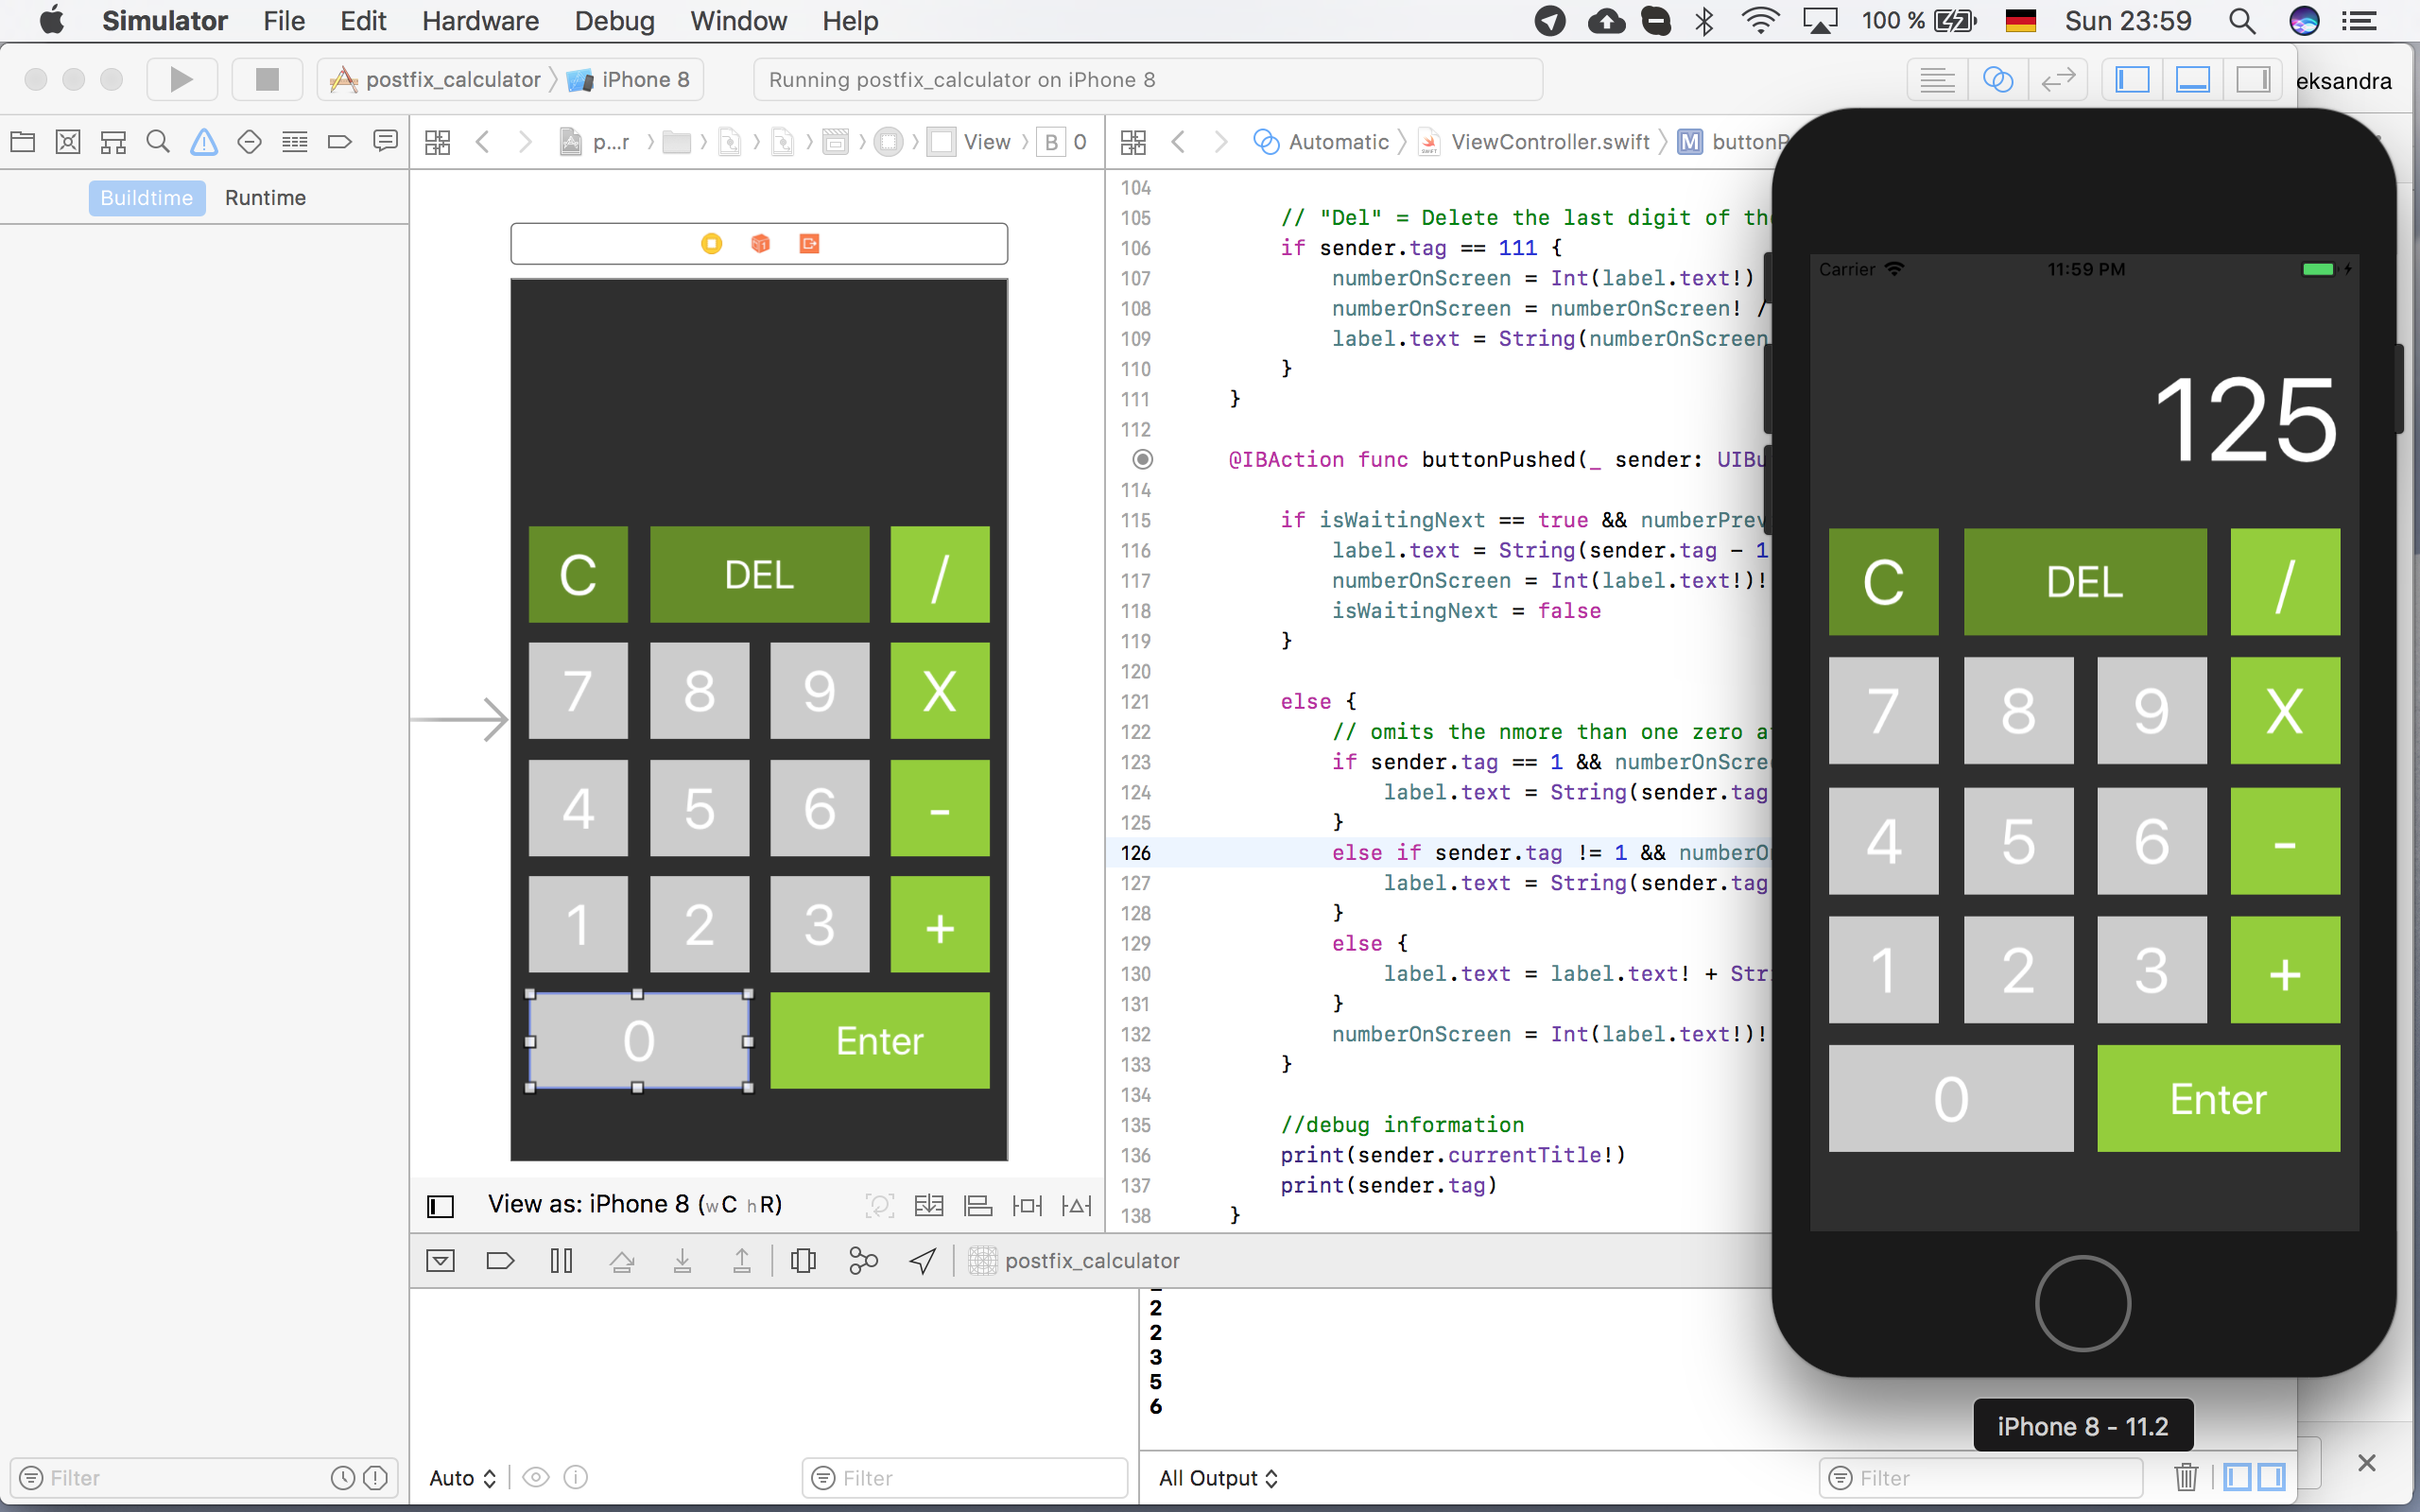 Simulator File Edit Hardware Debug Window Help 100 % Sun 23:59
postfix_calculator iPhone 8 Running postfix_calculator on iPhone 8 eksandra
p...r View B 0 Automatic ViewController.swift M buttonP
Buildtime Runtime
104
105 // "Del" = Delete the last digit of th
106 if sender.tag == 111 {
107 numberOnScreen = Int(label.text!)
108 numberOnScreen = numberOnScreen! /
109 label.text = String(numberOnScreen
110 }
111 }
112
@IBAction func buttonPushed(_ sender: UIBu
114
115 if isWaitingNext == true && numberPrev
116 label.text = String(sender.tag - 1
117 numberOnScreen = Int(label.text!)!
118 isWaitingNext = false
119 }
120
121 else {
122 // omits the nmore than one zero a
123 if sender.tag == 1 && numberOnScre
124 label.text = String(sender.tag
125 }
126 else if sender.tag != 1 && numberO
127 label.text = String(sender.tag
128 }
129 else {
130 label.text = label.text! + Str
131 }
132 numberOnScreen = Int(label.text!)!
133 }
134
135 //debug information
136 print(sender.currentTitle!)
137 print(sender.tag)
138 }
C DEL /
7 8 9 X
4 5 6 -
1 2 3 +
0 Enter
View as: iPhone 8 (wC hR)
Carrier 11:59 PM
125
C DEL /
7 8 9 X
4 5 6 -
1 2 3 +
0 Enter
iPhone 8 - 11.2
postfix_calculator
2
2
3
5
6
Filter
Auto Filter
All Output Filter